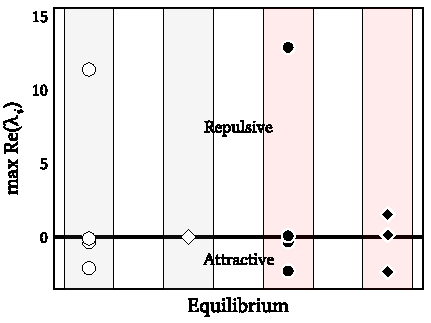 15
10
5
0
max Re(λᵢ)
Repulsive
Attractive
Equilibrium